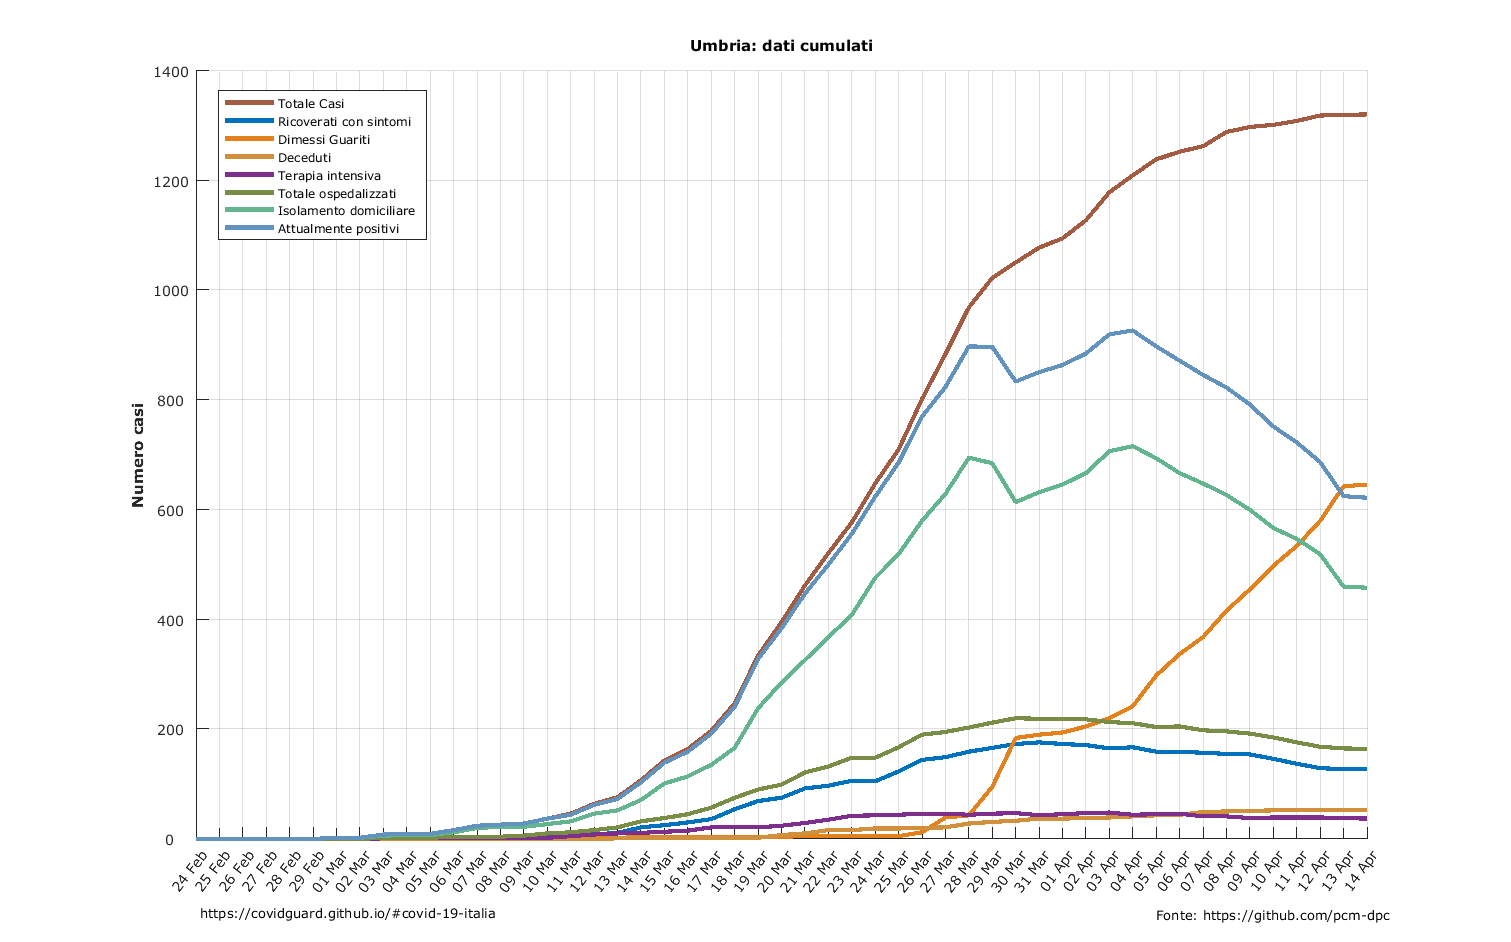 Umbria: dati cumulati
1400
1200
1000
800
600
400
200
0
Numero casi
Totale Casi
Ricoverati con sintomi
Dimessi Guariti
Deceduti
Terapia intensiva
Totale ospedalizzati
Isolamento domiciliare
Attualmente positivi
24 Feb
25 Feb
26 Feb
27 Feb
28 Feb
29 Feb
01 Mar
02 Mar
03 Mar
04 Mar
05 Mar
06 Mar
07 Mar
08 Mar
09 Mar
10 Mar
11 Mar
12 Mar
13 Mar
14 Mar
15 Mar
16 Mar
17 Mar
18 Mar
19 Mar
20 Mar
21 Mar
22 Mar
23 Mar
24 Mar
25 Mar
26 Mar
27 Mar
28 Mar
29 Mar
30 Mar
31 Mar
01 Apr
02 Apr
03 Apr
04 Apr
05 Apr
06 Apr
07 Apr
08 Apr
09 Apr
10 Apr
11 Apr
12 Apr
13 Apr
14 Apr
https://covidguard.github.io/#covid-19-italia
Fonte: https://github.com/pcm-dpc